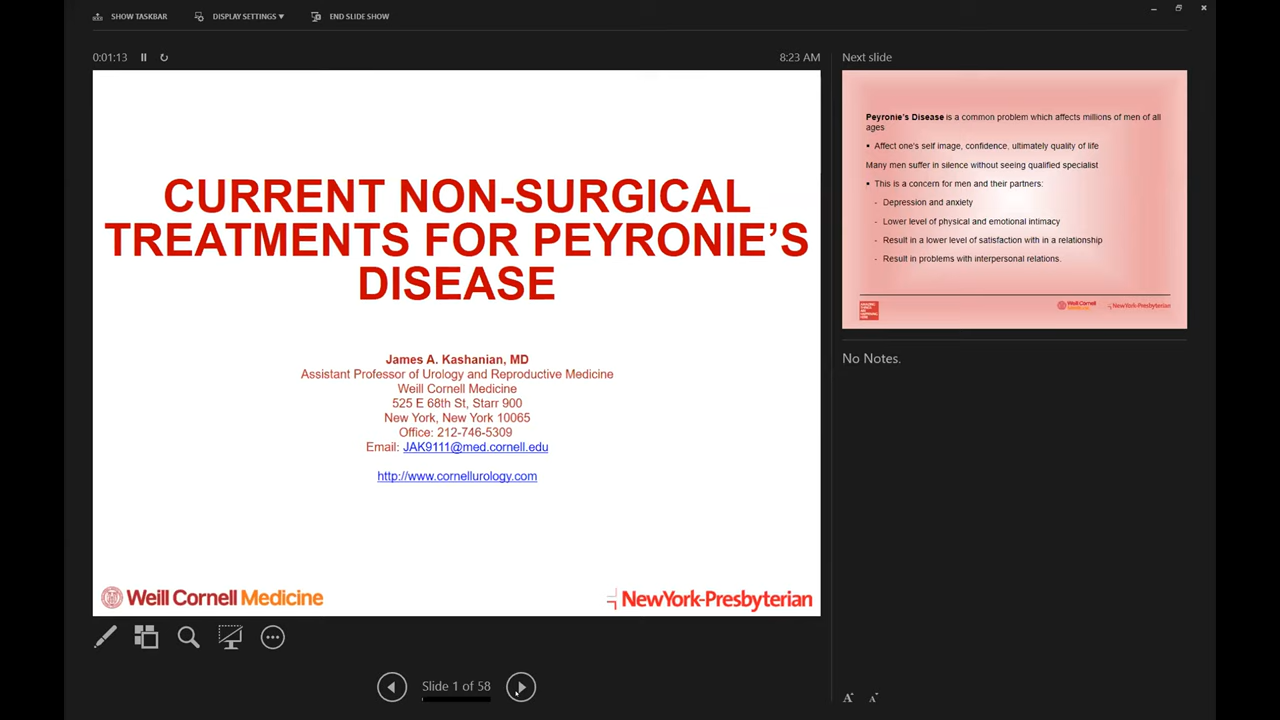 SHOW TASKBAR
DISPLAY SETTINGS ▾
END SLIDE SHOW
0:01:13
8:23 AM
CURRENT NON-SURGICAL
TREATMENTS FOR PEYRONIE'S
DISEASE
James A. Kashanian, MD
Assistant Professor of Urology and Reproductive Medicine
Weill Cornell Medicine
525 E 68th St, Starr 900
New York, New York 10065
Office: 212-746-5309
Email: JAK9111@med.cornell.edu
http://www.cornellurology.com
Weill Cornell Medicine
NewYork-Presbyterian
Slide 1 of 58
Next slide
Peyronie's Disease is a common problem which affects millions of men of all
ages
▪ Affect one's self image, confidence, ultimately quality of life
Many men suffer in silence without seeing qualified specialist
▪ This is a concern for men and their partners:
- Depression and anxiety
- Lower level of physical and emotional intimacy
- Result in a lower level of satisfaction with in a relationship
- Result in problems with interpersonal relations.
Weill Cornell
NewYork-Presbyterian
No Notes.
A A